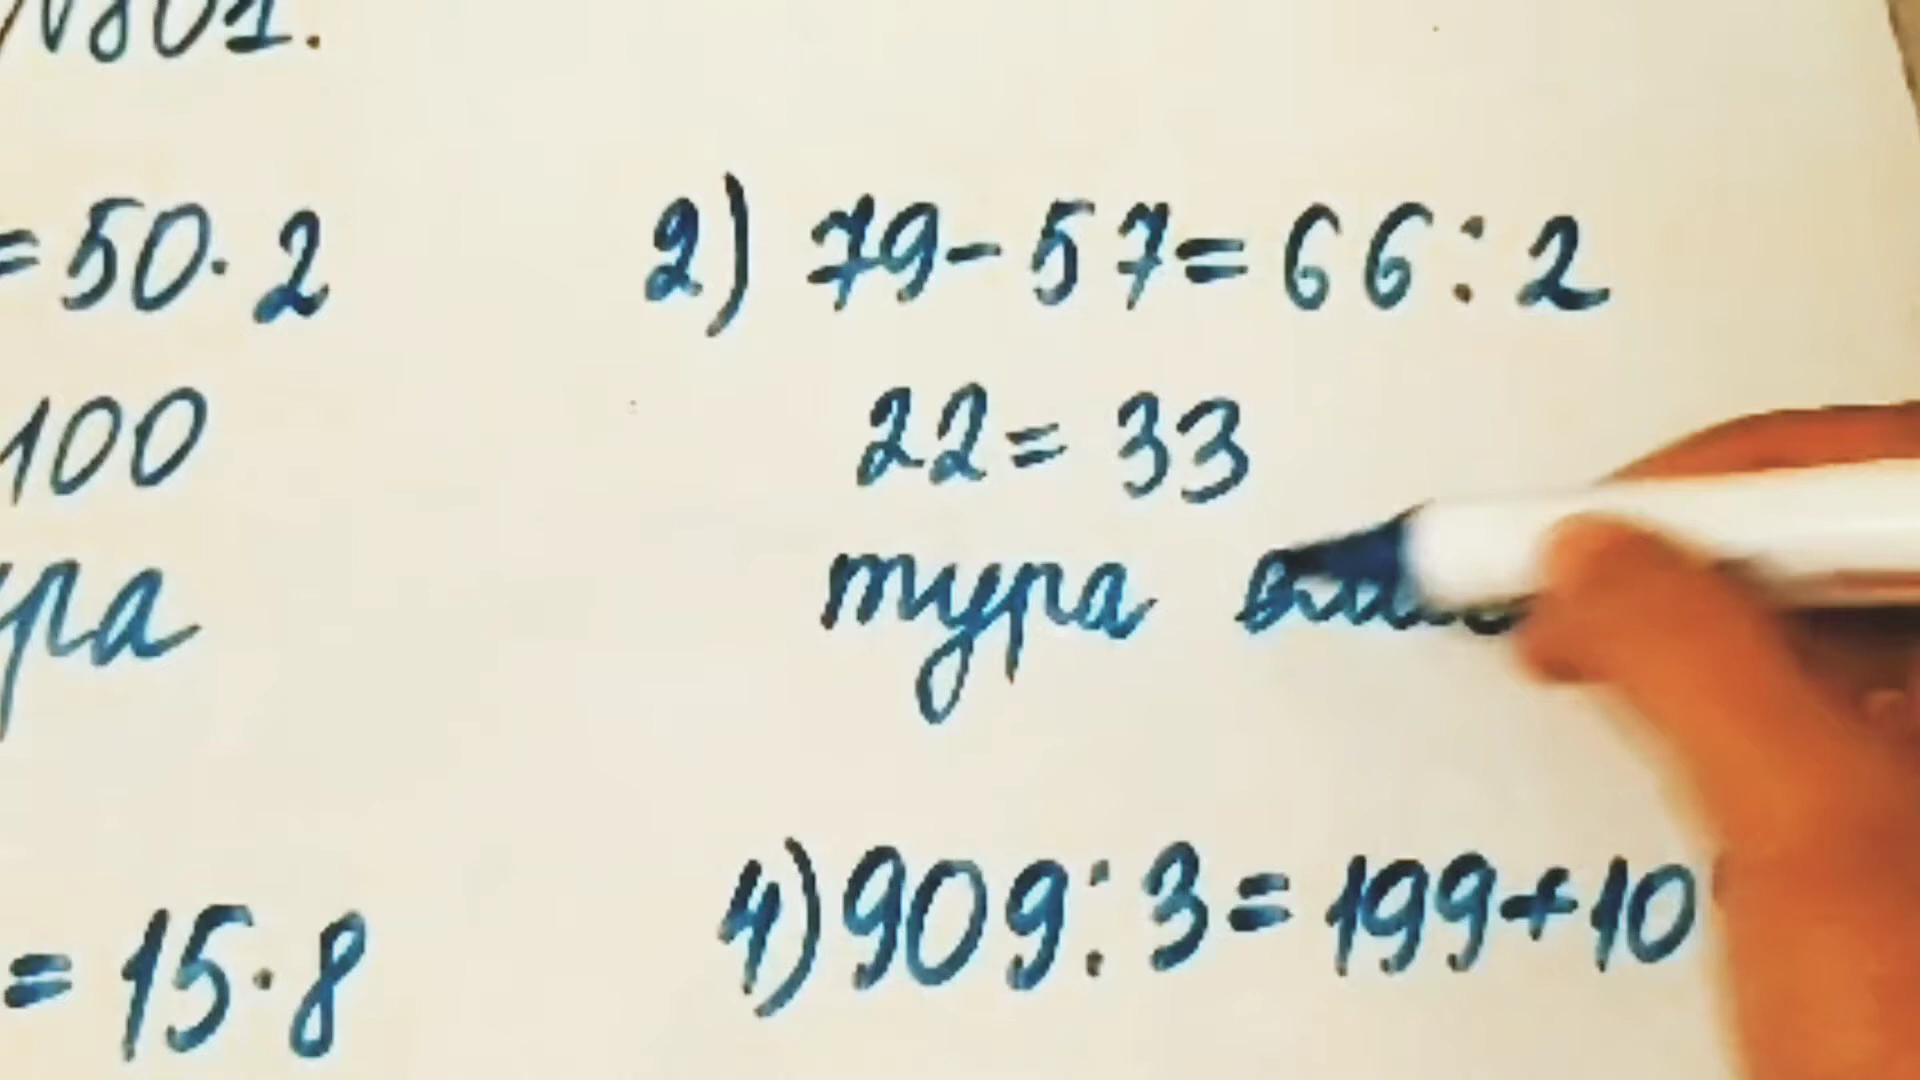 №801.
= 50 · 2
100
ра
= 15 · 8
2) 79 - 57 = 66 : 2
22 = 33
тура
4) 909 : 3 = 199 + 10